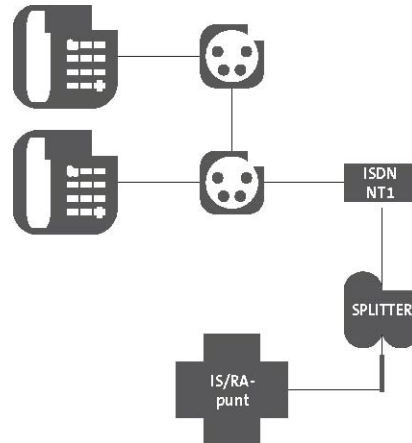 ISDN
NT1
SPLITTER
IS/RA-
punt